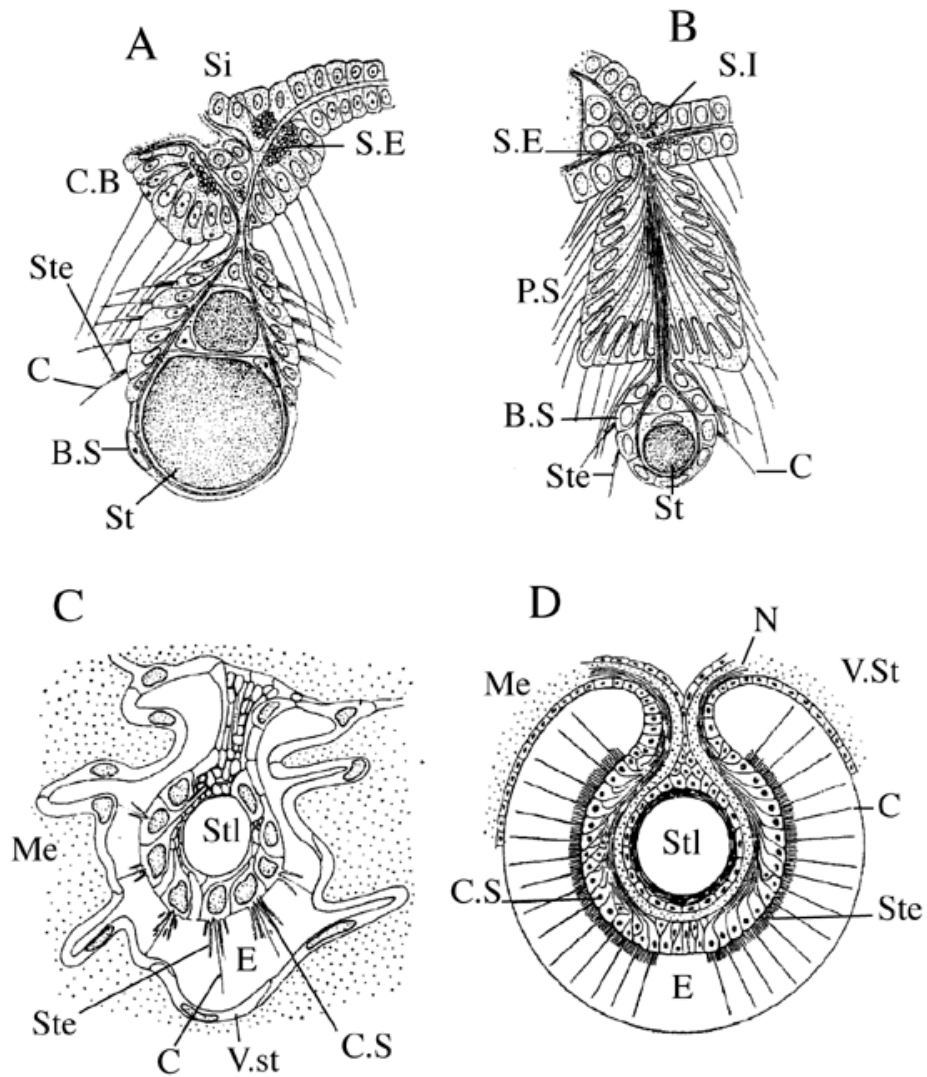 A
Si
S.E
C.B
Ste
C
B.S
St
B
S.I
S.E
P.S
B.S
Ste
St
C
C
Me
Stl
E
Ste
C
V.st
C.S
D
N
Me
V.St
C
Stl
C.S
Ste
E